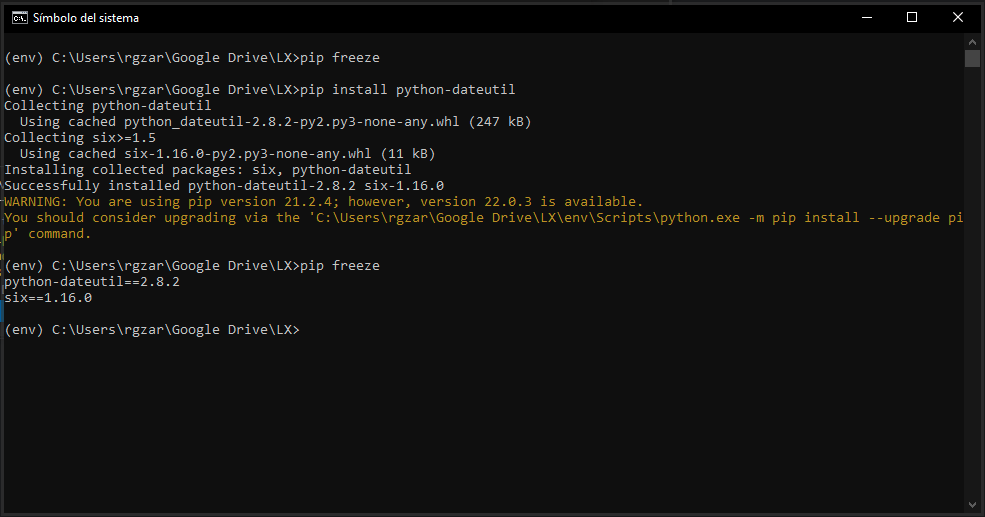 Símbolo del sistema
(env) C:\Users\rgzar\Google Drive\LX>pip freeze
(env) C:\Users\rgzar\Google Drive\LX>pip install python-dateutil
Collecting python-dateutil
  Using cached python_dateutil-2.8.2-py2.py3-none-any.whl (247 kB)
Collecting six>=1.5
  Using cached six-1.16.0-py2.py3-none-any.whl (11 kB)
Installing collected packages: six, python-dateutil
Successfully installed python-dateutil-2.8.2 six-1.16.0
WARNING: You are using pip version 21.2.4; however, version 22.0.3 is available.
You should consider upgrading via the 'C:\Users\rgzar\Google Drive\LX\env\Scripts\python.exe -m pip install --upgrade pi
p' command.
(env) C:\Users\rgzar\Google Drive\LX>pip freeze
python-dateutil==2.8.2
six==1.16.0
(env) C:\Users\rgzar\Google Drive\LX>